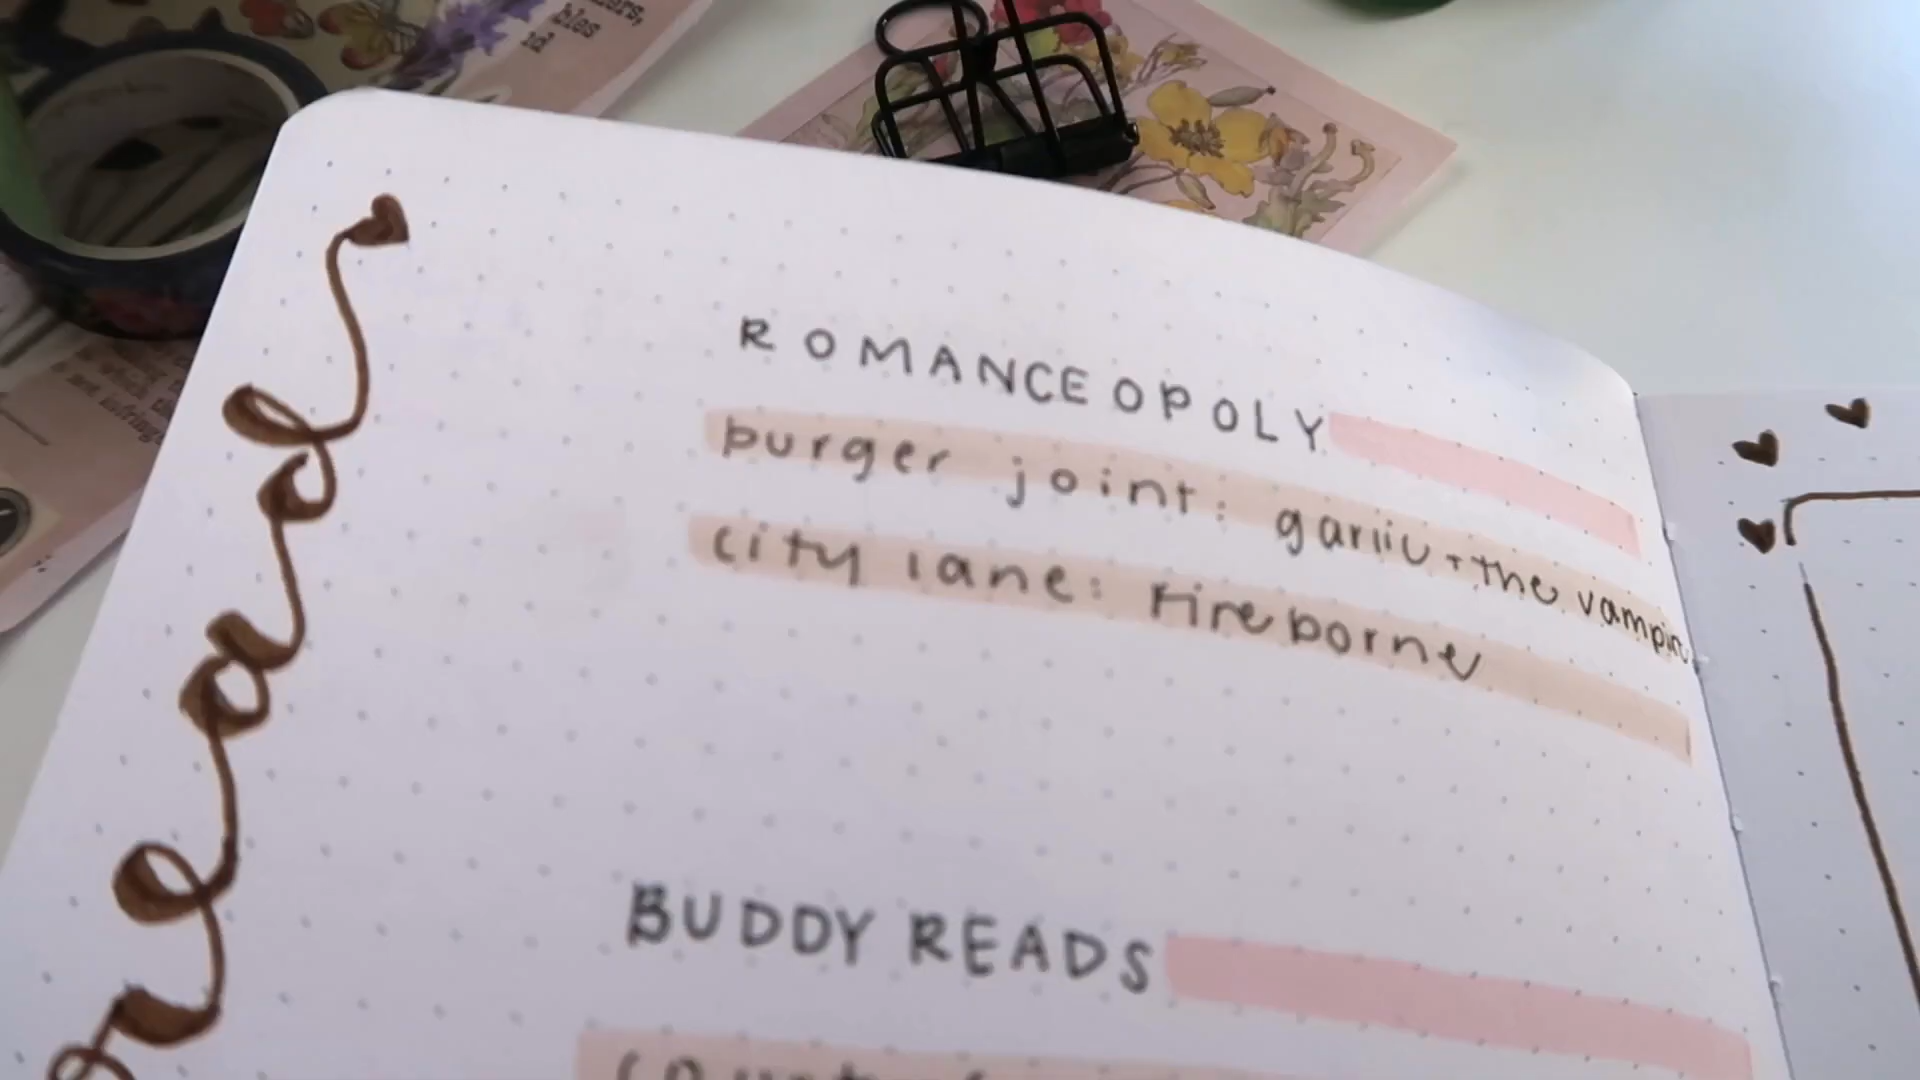 ROMANCEOPOLY
burger joint: garlic + the vampire
city lane: fireborne
BUDDY READS
read